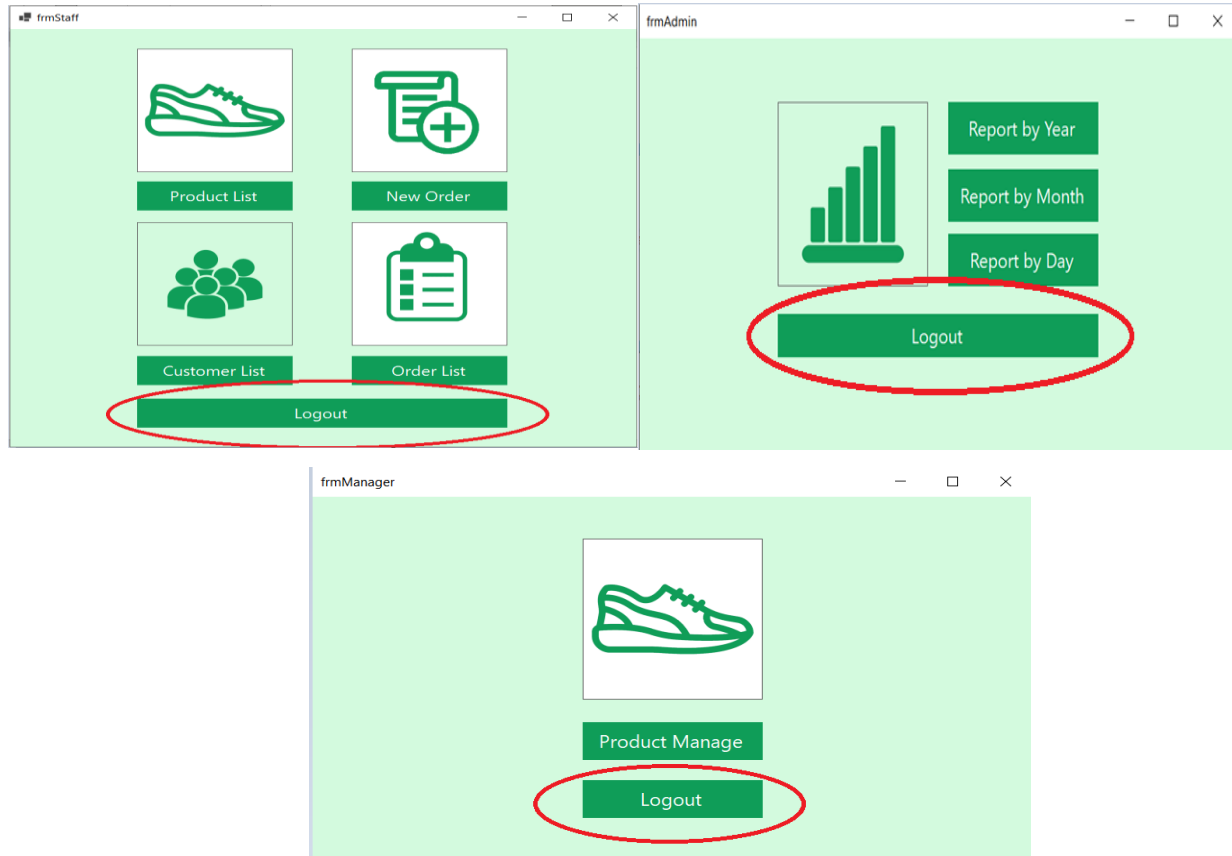 frmStaff
Product List
New Order
Customer List
Order List
Logout
frmAdmin
Report by Year
Report by Month
Report by Day
Logout
frmManager
Product Manage
Logout